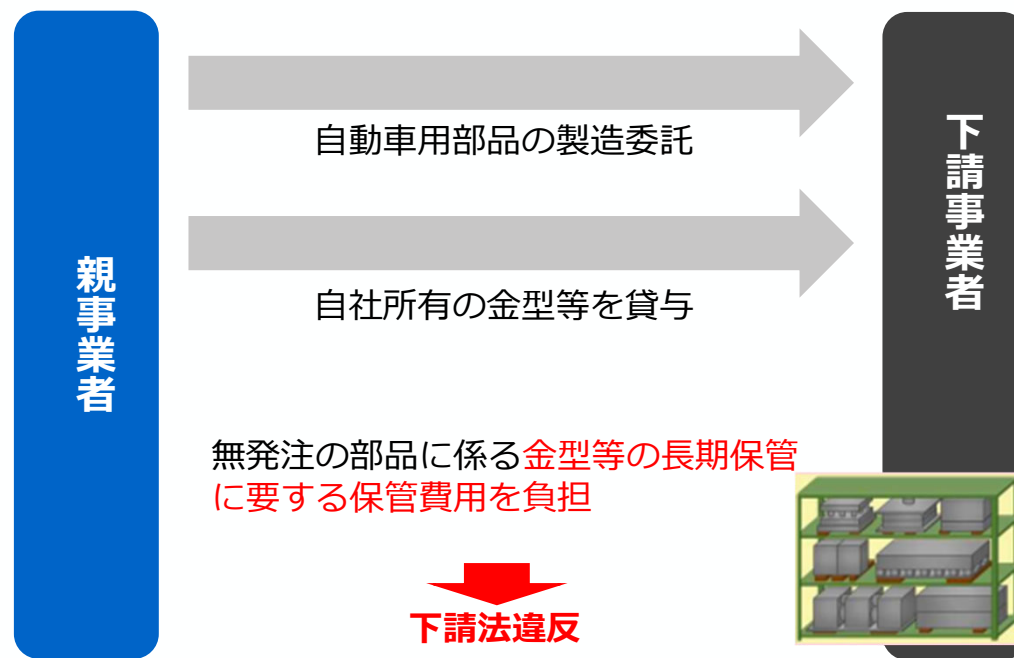 親事業者
自動車用部品の製造委託
自社所有の金型等を貸与
無発注の部品に係る金型等の長期保管
に要する保管費用を負担
下請法違反
下請事業者